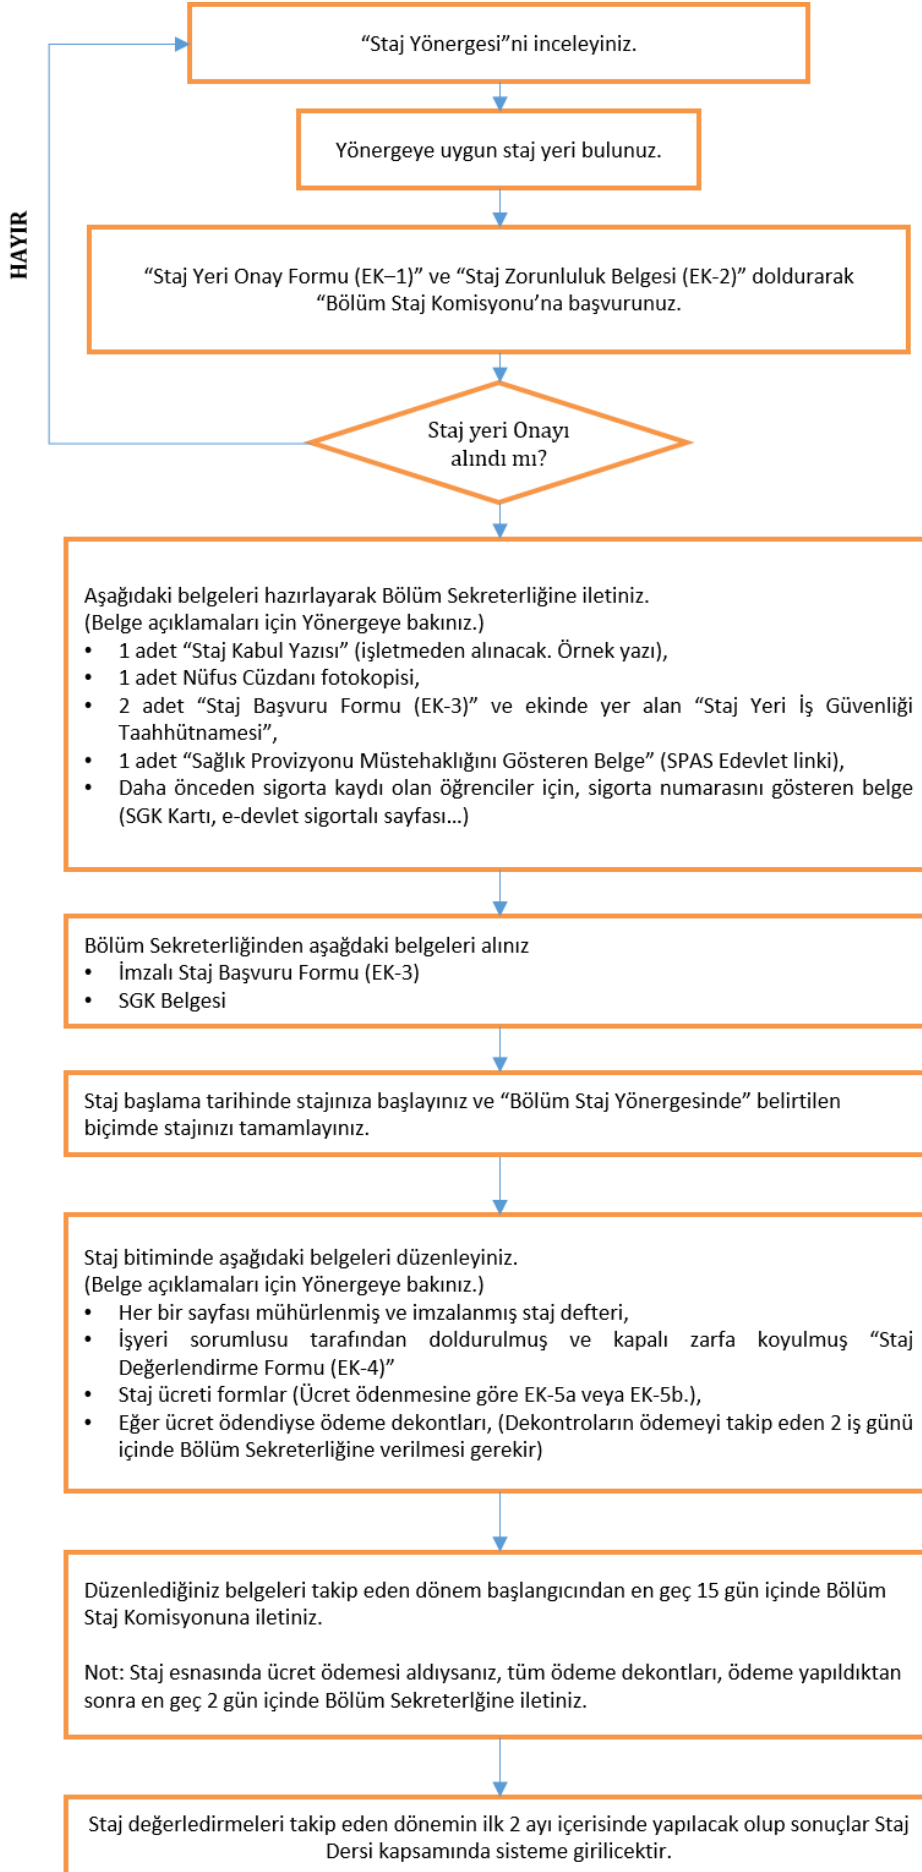 “Staj Yönergesi”ni inceleyiniz.
Yönergeye uygun staj yeri bulunuz.
HAYIR
“Staj Yeri Onay Formu (EK–1)” ve “Staj Zorunluluk Belgesi (EK-2)” doldurarak
“Bölüm Staj Komisyonu’na başvurunuz.
Staj yeri Onayı
alındı mı?
Aşağıdaki belgeleri hazırlayarak Bölüm Sekreterliğine iletiniz.
(Belge açıklamaları için Yönergeye bakınız.)
• 1 adet “Staj Kabul Yazısı” (işletmeden alınacak. Örnek yazı),
• 1 adet Nüfus Cüzdanı fotokopisi,
• 2 adet “Staj Başvuru Formu (EK-3)” ve ekinde yer alan “Staj Yeri İş Güvenliği
Taahhütnamesi”,
• 1 adet “Sağlık Provizyonu Müstehaklığını Gösteren Belge” (SPAS Edevlet linki),
• Daha önceden sigorta kaydı olan öğrenciler için, sigorta numarasını gösteren belge
(SGK Kartı, e-devlet sigortalı sayfası...)
Bölüm Sekreterliğinden aşağdaki belgeleri alınız
• İmzalı Staj Başvuru Formu (EK-3)
• SGK Belgesi
Staj başlama tarihinde stajınıza başlayınız ve “Bölüm Staj Yönergesinde” belirtilen
biçimde stajınızı tamamlayınız.
Staj bitiminde aşağıdaki belgeleri düzenleyiniz.
(Belge açıklamaları için Yönergeye bakınız.)
• Her bir sayfası mühürlenmiş ve imzalanmış staj defteri,
• İşyeri sorumlusu tarafından doldurulmuş ve kapalı zarfa koyulmuş “Staj
Değerlendirme Formu (EK-4)”
• Staj ücreti formlar (Ücret ödenmesine göre EK-5a veya EK-5b.),
• Eğer ücret ödendiyse ödeme dekontları, (Dekontroların ödemeyi takip eden 2 iş günü
içinde Bölüm Sekreterliğine verilmesi gerekir)
Düzenlediğiniz belgeleri takip eden dönem başlangıcından en geç 15 gün içinde Bölüm
Staj Komisyonuna iletiniz.
Not: Staj esnasında ücret ödemesi aldıysanız, tüm ödeme dekontları, ödeme yapıldıktan
sonra en geç 2 gün içinde Bölüm Sekreterlğine iletiniz.
Staj değerledirmeleri takip eden dönemin ilk 2 ayı içerisinde yapılacak olup sonuçlar Staj
Dersi kapsamında sisteme girilicektir.